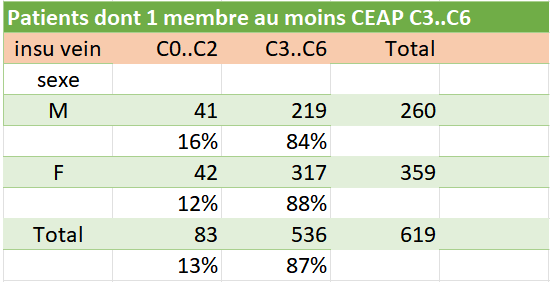 Patients dont 1 membre au moins CEAP C3..C6
insu vein C0..C2 C3..C6 Total
sexe
M 41 219 260
16% 84%
F 42 317 359
12% 88%
Total 83 536 619
13% 87%